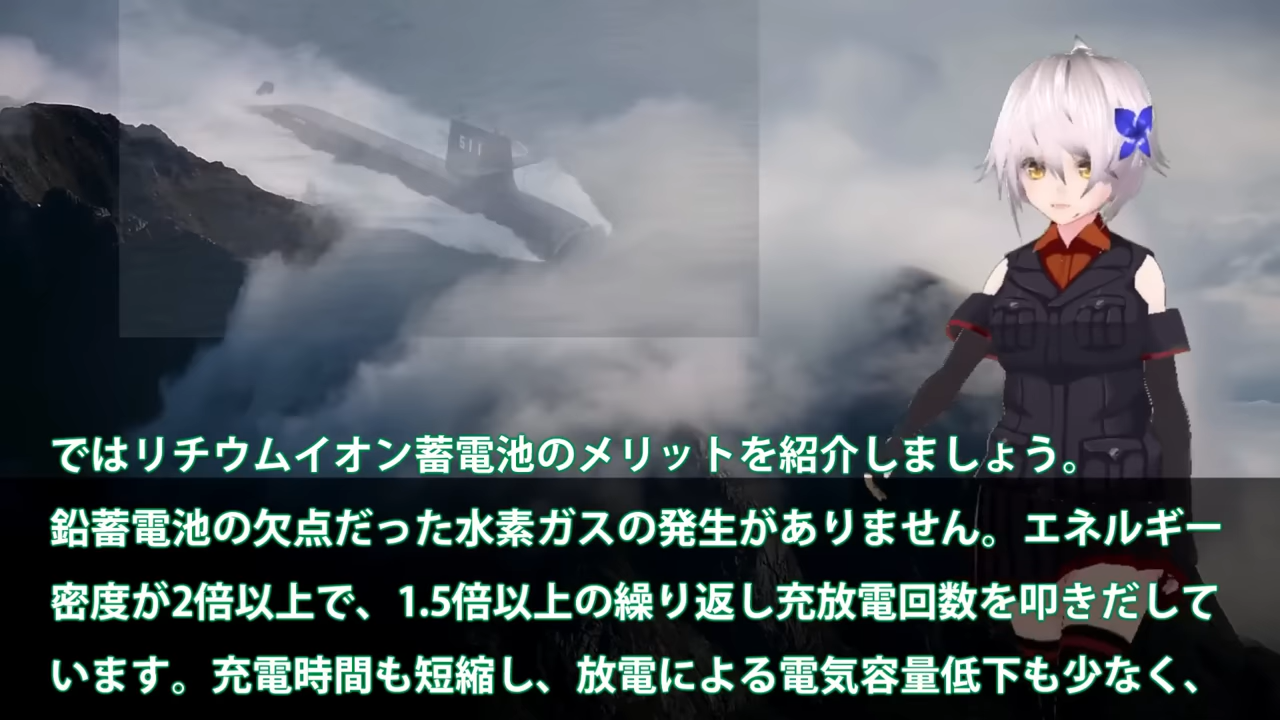 611
ではリチウムイオン蓄電池のメリットを紹介しましょう。
鉛蓄電池の欠点だった水素ガスの発生がありません。エネルギー
密度が2倍以上で、1.5倍以上の繰り返し充放電回数を叩きだして
います。充電時間も短縮し、放電による電気容量低下も少なく、